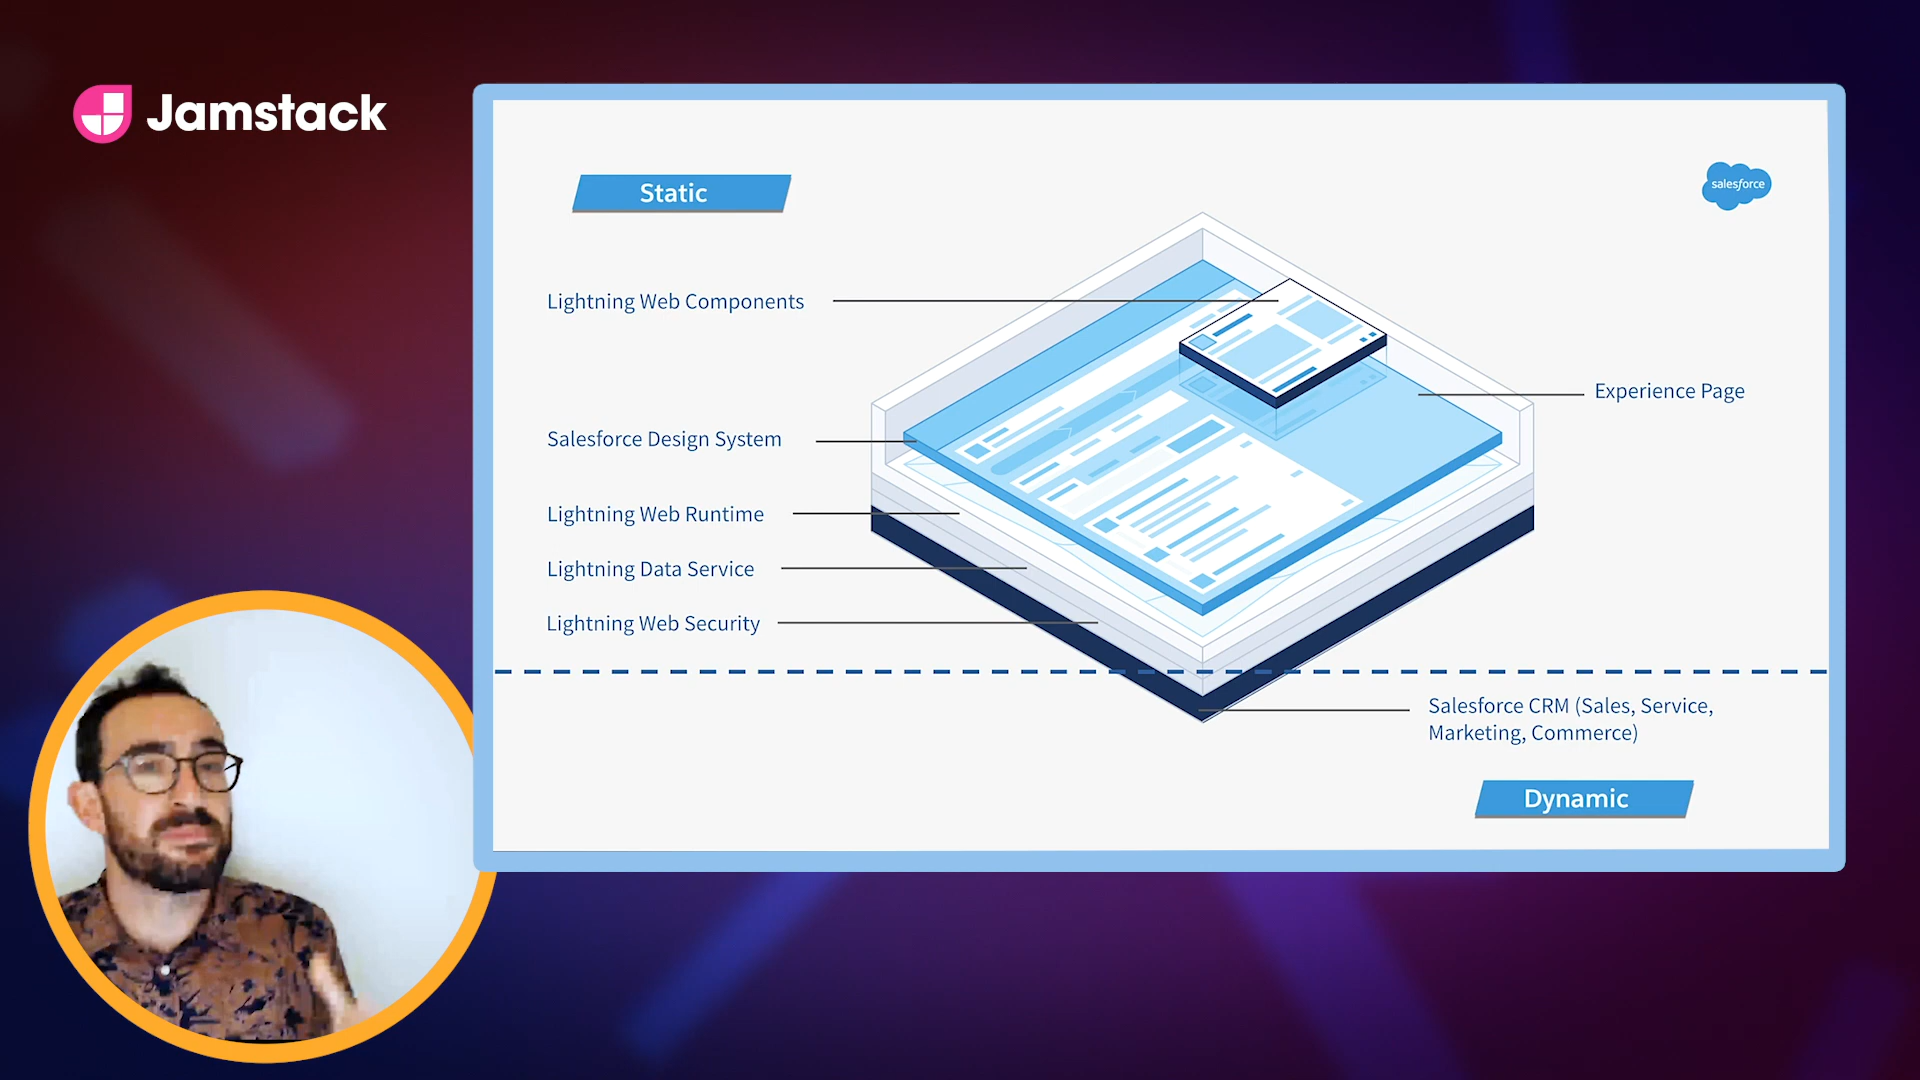 Jamstack
Static
salesforce
Lightning Web Components
Experience Page
Salesforce Design System
Lightning Web Runtime
Lightning Data Service
Lightning Web Security
Salesforce CRM (Sales, Service,
Marketing, Commerce)
Dynamic